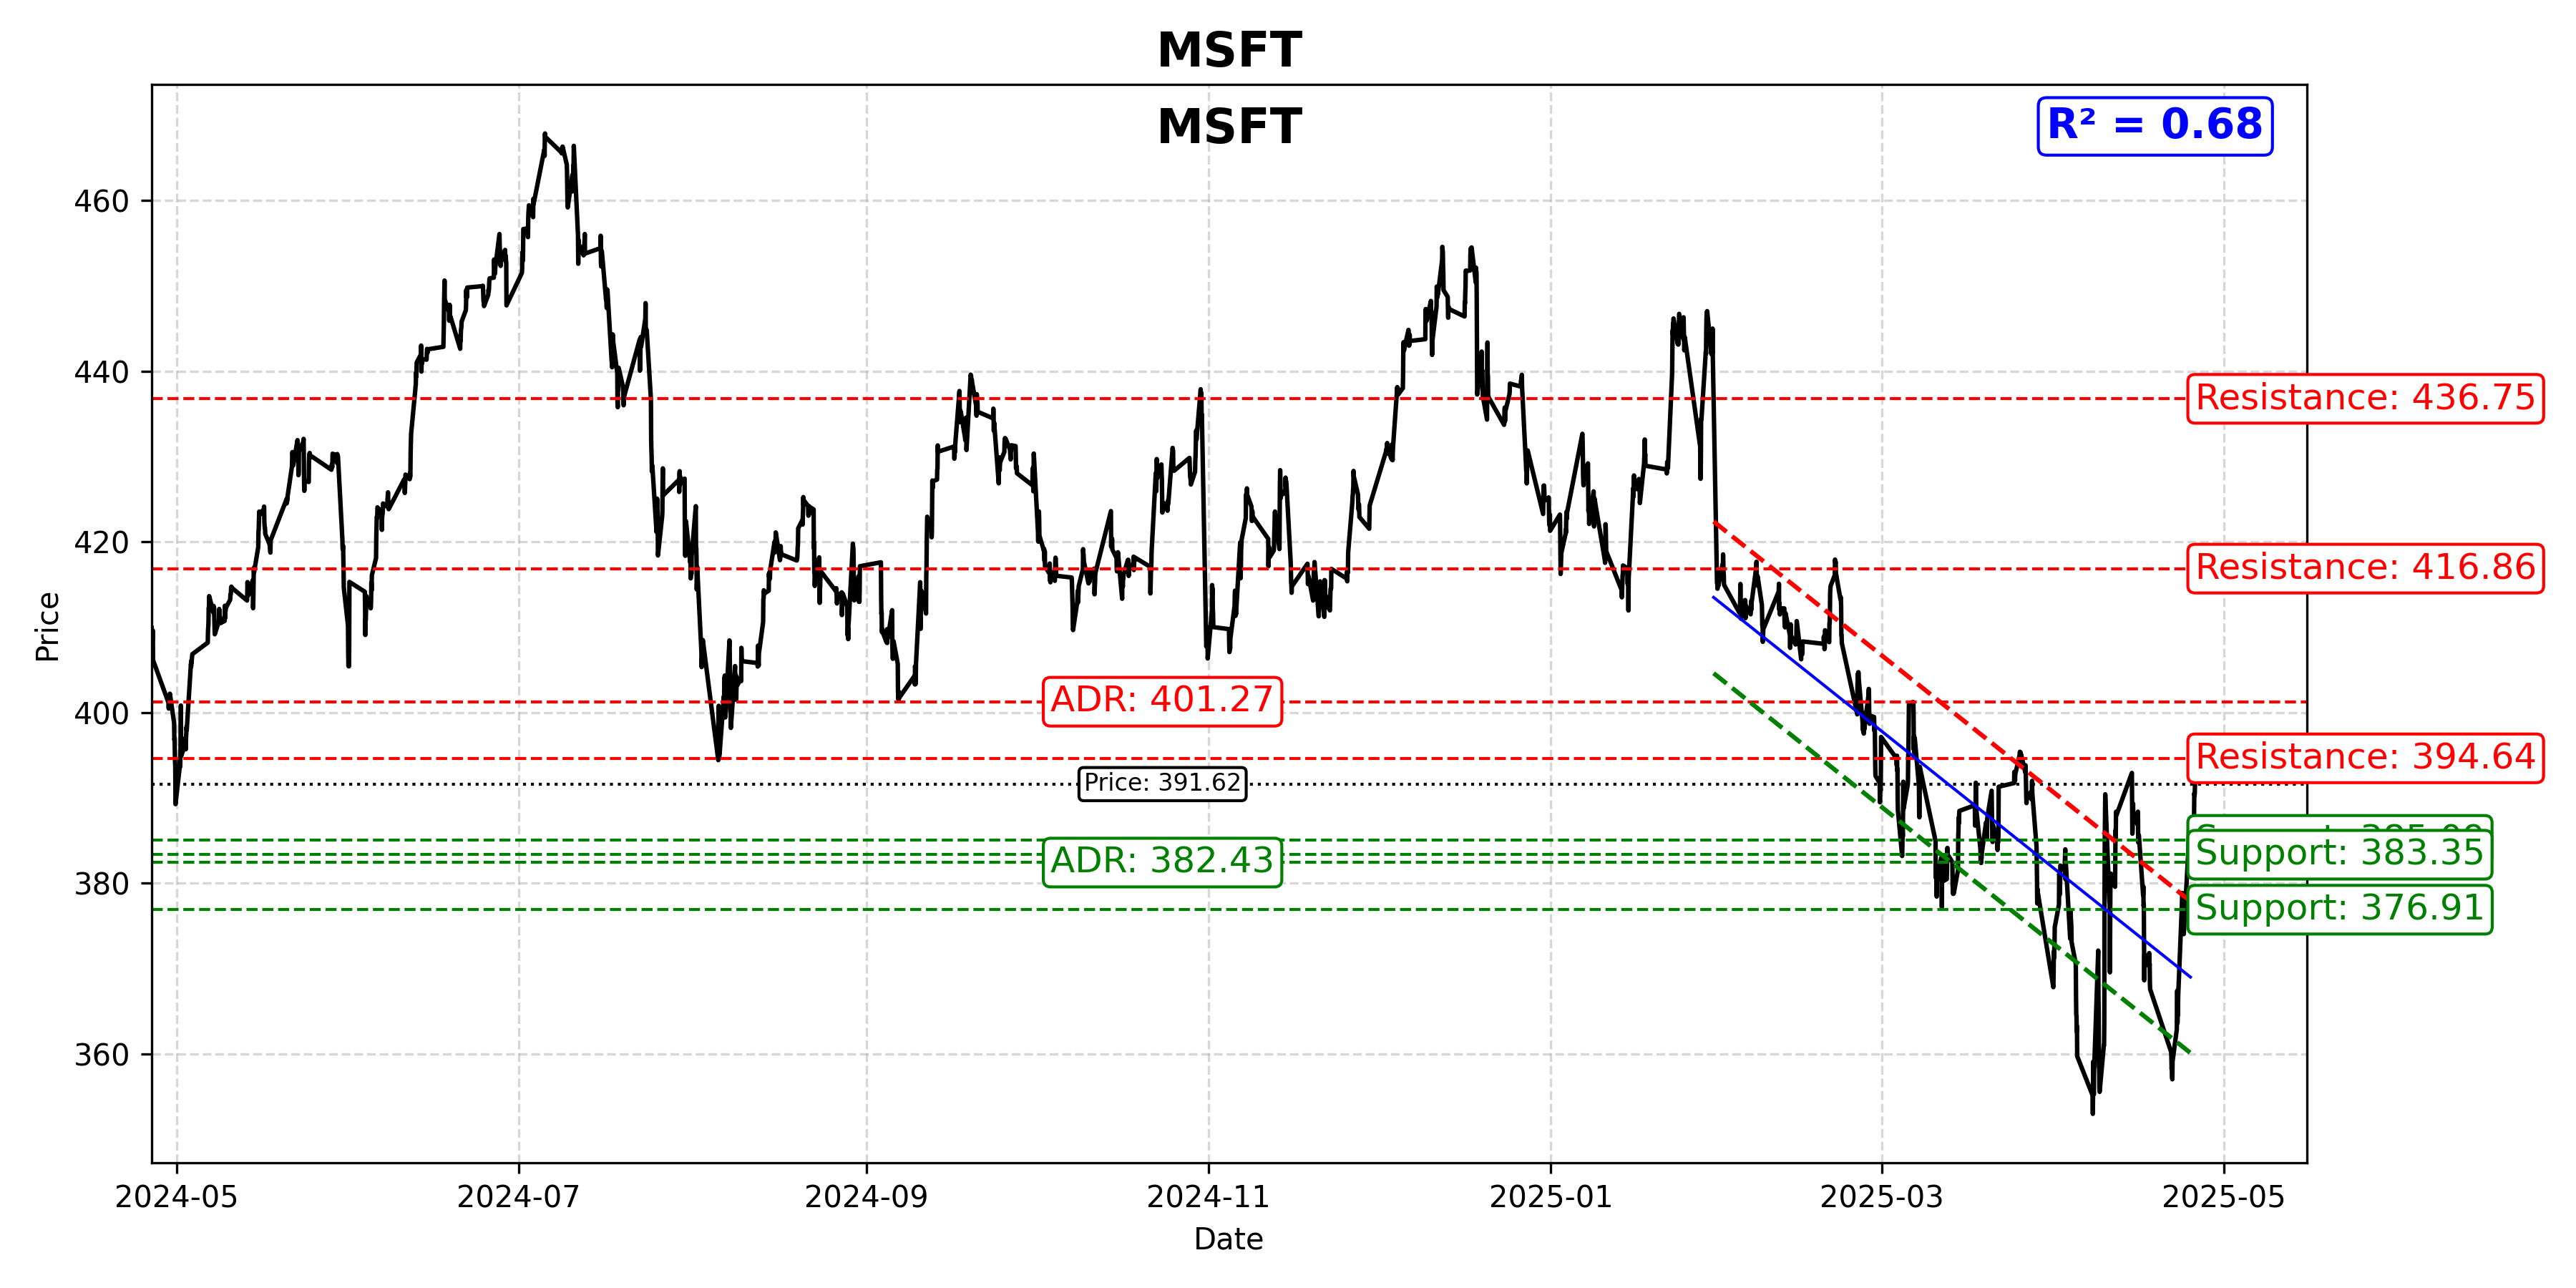 MSFT
MSFT
R² = 0.68
460
440
420
400
380
360
Price
Resistance: 436.75
Resistance: 416.86
ADR: 401.27
Resistance: 394.64
Price: 391.62
Support:
Support: 383.35
ADR: 382.43
Support: 376.91
2024-05
2024-07
2024-09
2024-11
2025-01
2025-03
2025-05
Date